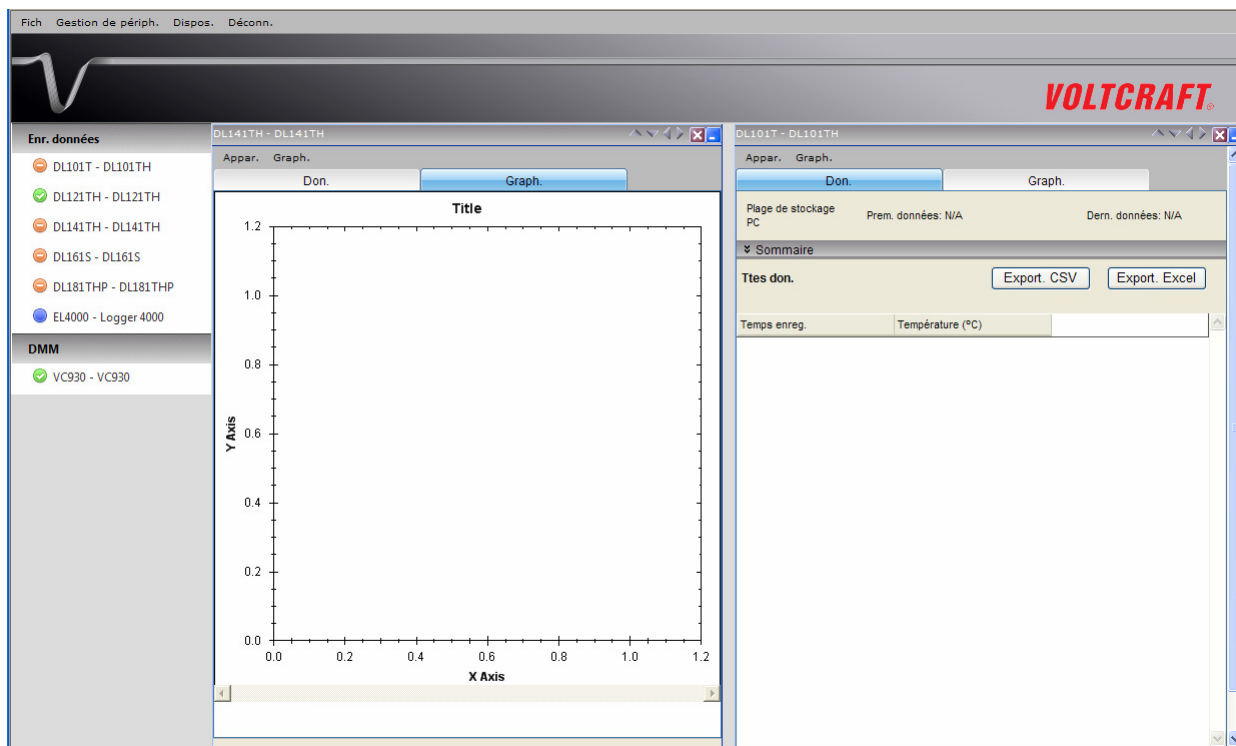 Fich Gestion de périph. Dispos. Déconn.
VOLTCRAFT®
Enr. données
DL101T - DL101TH
DL121TH - DL121TH
DL141TH - DL141TH
DL161S - DL161S
DL181THP - DL181THP
EL4000 - Logger 4000
DMM
VC930 - VC930
DL141TH - DL141TH
Appar. Graph.
Don. Graph.
Title
1.2
1.0
0.8
0.6
0.4
0.2
0.0
Y Axis
0.0 0.2 0.4 0.6 0.8 1.0 1.2
X Axis
DL101T - DL101TH
Appar. Graph.
Don. Graph.
Plage de stockage
PC
Prem. données: N/A Dern. données: N/A
Sommaire
Ttes don. Export. CSV Export. Excel
Temps enreg. Température (ºC)